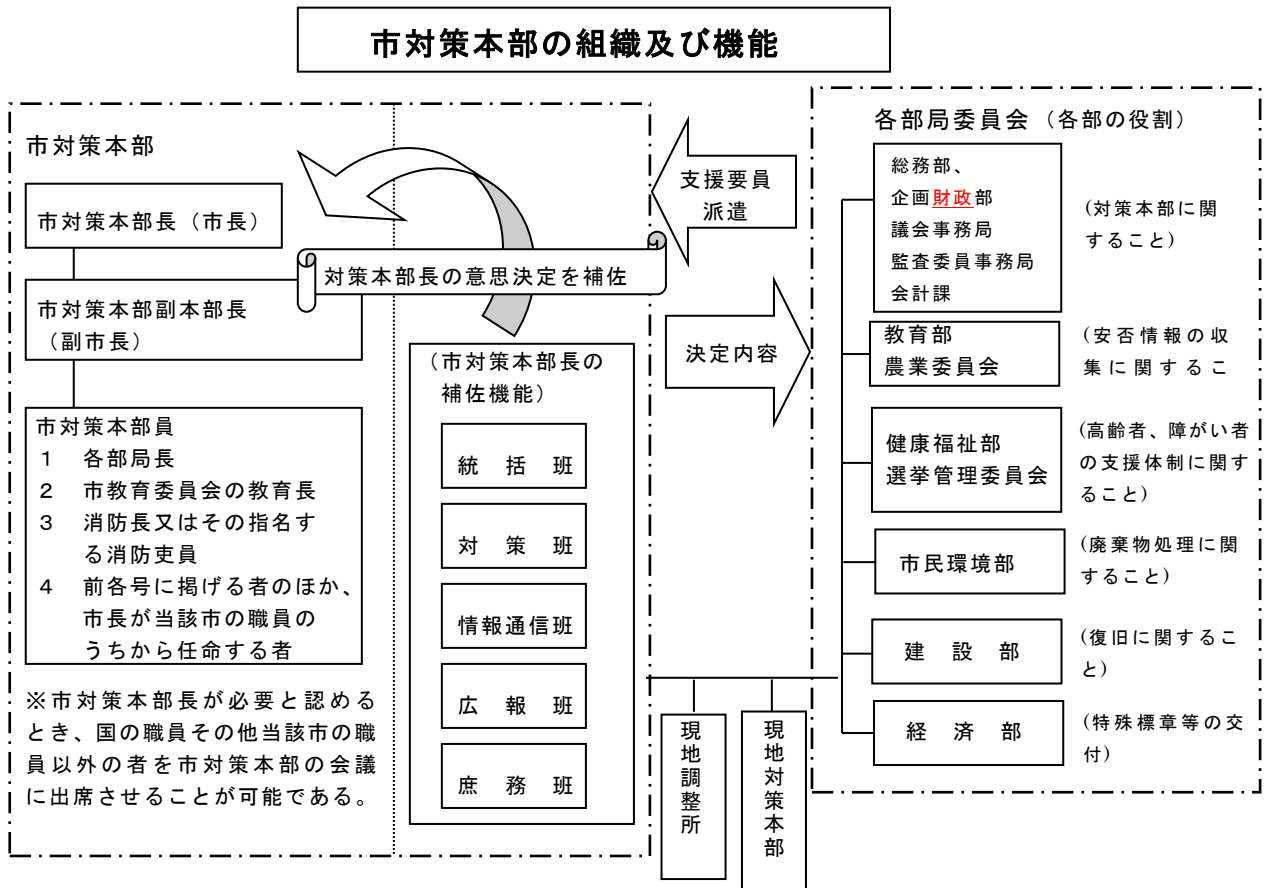 市対策本部の組織及び機能
市対策本部
市対策本部長（市長）
市対策本部副本部長
（副市長）
市対策本部員
１　各部局長
２　市教育委員会の教育長
３　消防長又はその指名す
る消防吏員
４　前各号に掲げる者のほか、
市長が当該市の職員の
うちから任命する者
※市対策本部長が必要と認める
とき、国の職員その他当該市の職
員以外の者を市対策本部の会議
に出席させることが可能である。
対策本部長の意思決定を補佐
（市対策本部長の
補佐機能）
統　括　班
対　策　班
情報通信班
広　報　班
庶　務　班
支援要員
派遣
決定内容
現地調整所
現地対策本部
各部局委員会（各部の役割）
総務部、
企画財政部
議会事務局
監査委員事務局
会計課
(対策本部に関
すること)
教育部
農業委員会
(安否情報の収
集に関するこ
健康福祉部
選挙管理委員会
(高齢者、障がい者
の支援体制に関す
ること)
市民環境部
(廃棄物処理に関
すること)
建　設　部
(復旧に関するこ
と)
経　済　部
(特殊標章等の交
付)